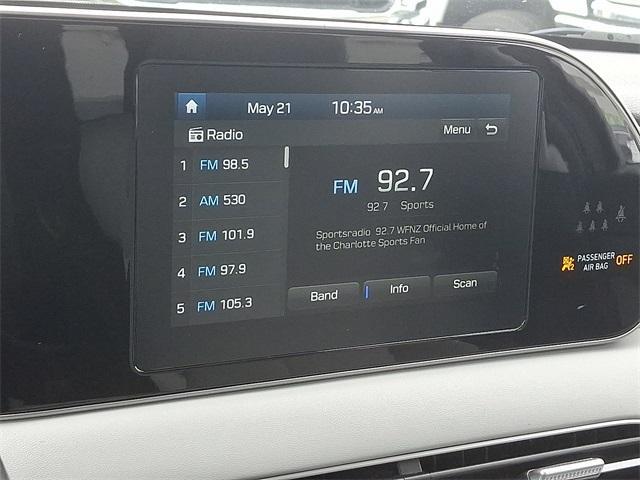 May 21 10:35 AM
Radio
Menu
1 FM 98.5
2 AM 530
3 FM 101.9
4 FM 97.9
5 FM 105.3
FM 92.7
92.7 Sports
Sportsradio 92.7 WFNZ Official Home of
the Charlotte Sports Fan
Band
Info
Scan
PASSENGER
AIR BAG OFF